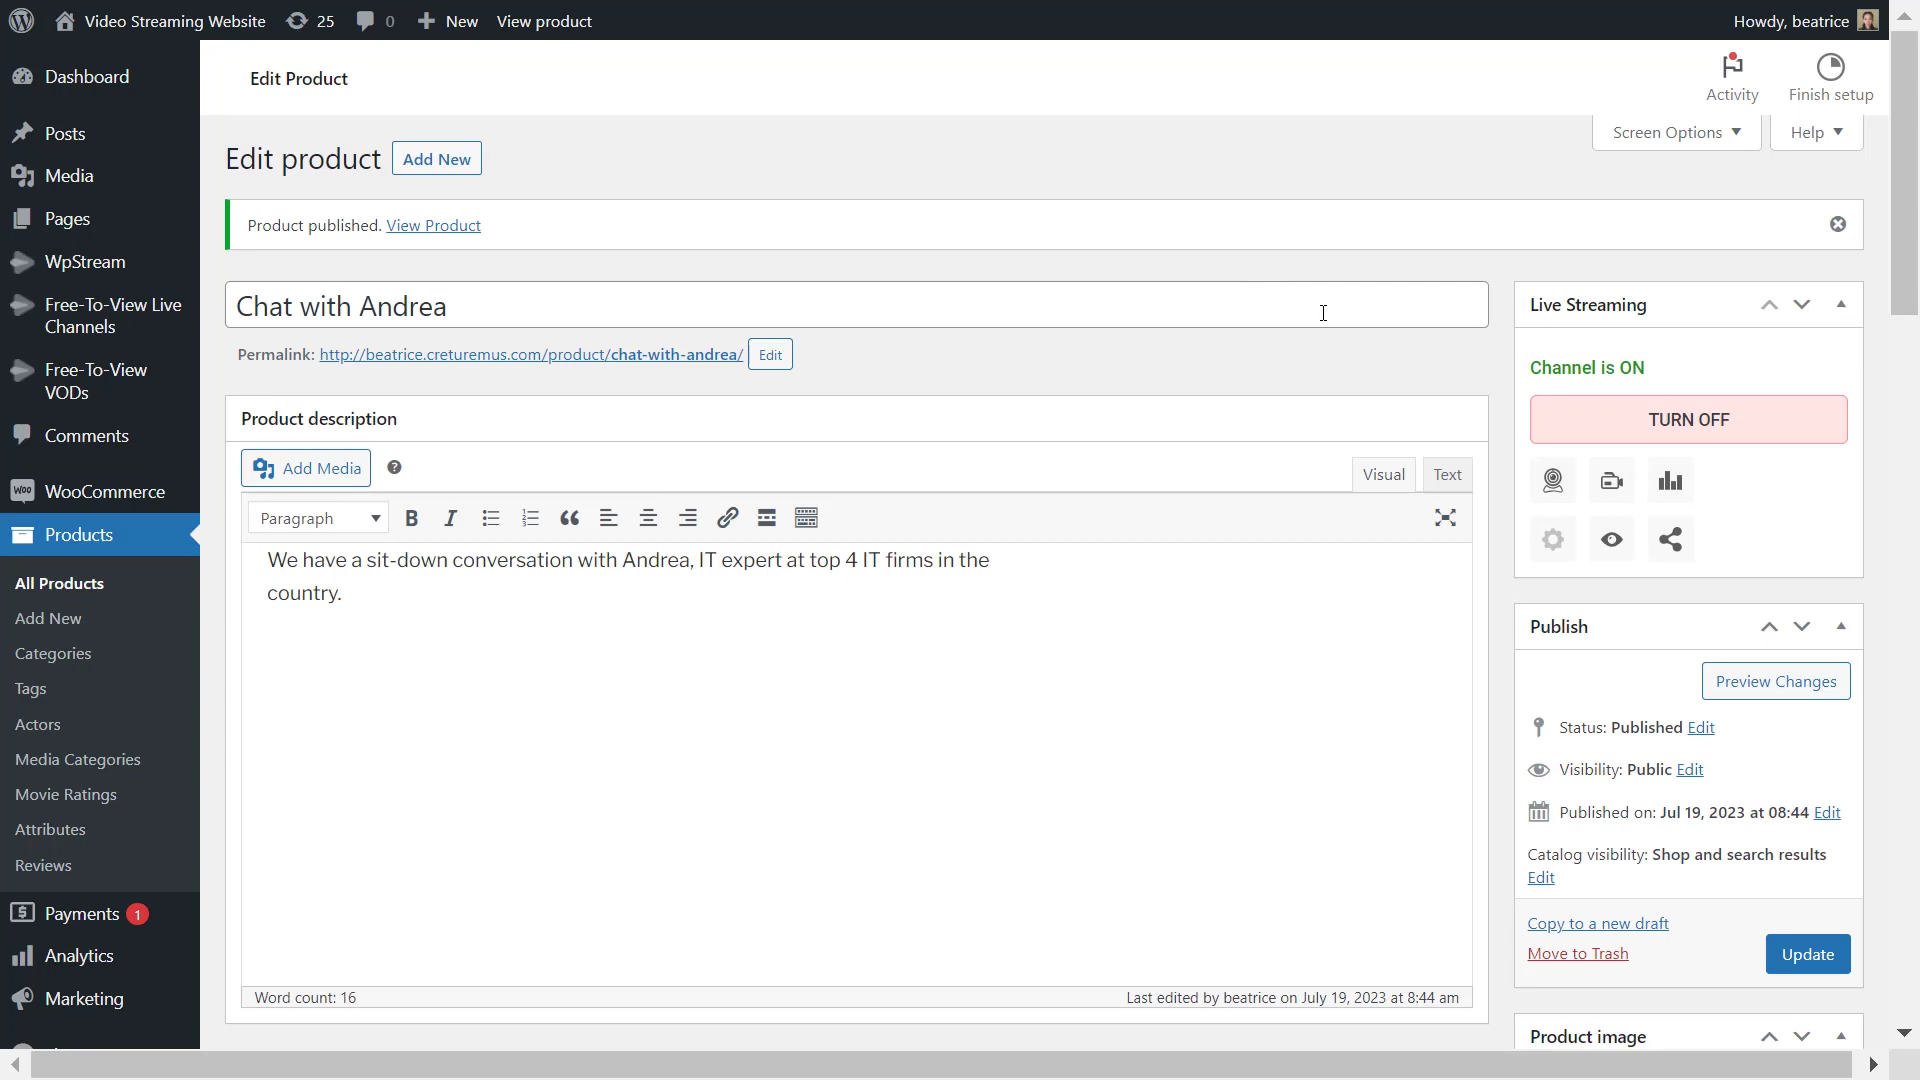 Video Streaming Website 25 0 New View product Howdy, beatrice
Dashboard
Posts
Media
Pages
WpStream
Free-To-View Live
Channels
Free-To-View
VODs
Comments
WooCommerce
Products
All Products
Add New
Categories
Tags
Actors
Media Categories
Movie Ratings
Attributes
Reviews
Payments 1
Analytics
Marketing
Edit Product
Activity
Finish setup
Screen Options
Help
Edit product Add New
Product published. View Product
Chat with Andrea
Permalink: http://beatrice.creturemus.com/product/chat-with-andrea/ Edit
Product description
Add Media
Visual Text
Paragraph
We have a sit-down conversation with Andrea, IT expert at top 4 IT firms in the
country.
Word count: 16
Last edited by beatrice on July 19, 2023 at 8:44 am
Live Streaming
Channel is ON
TURN OFF
Publish
Preview Changes
Status: Published Edit
Visibility: Public Edit
Published on: Jul 19, 2023 at 08:44 Edit
Catalog visibility: Shop and search results
Edit
Copy to a new draft
Move to Trash
Update
Product image